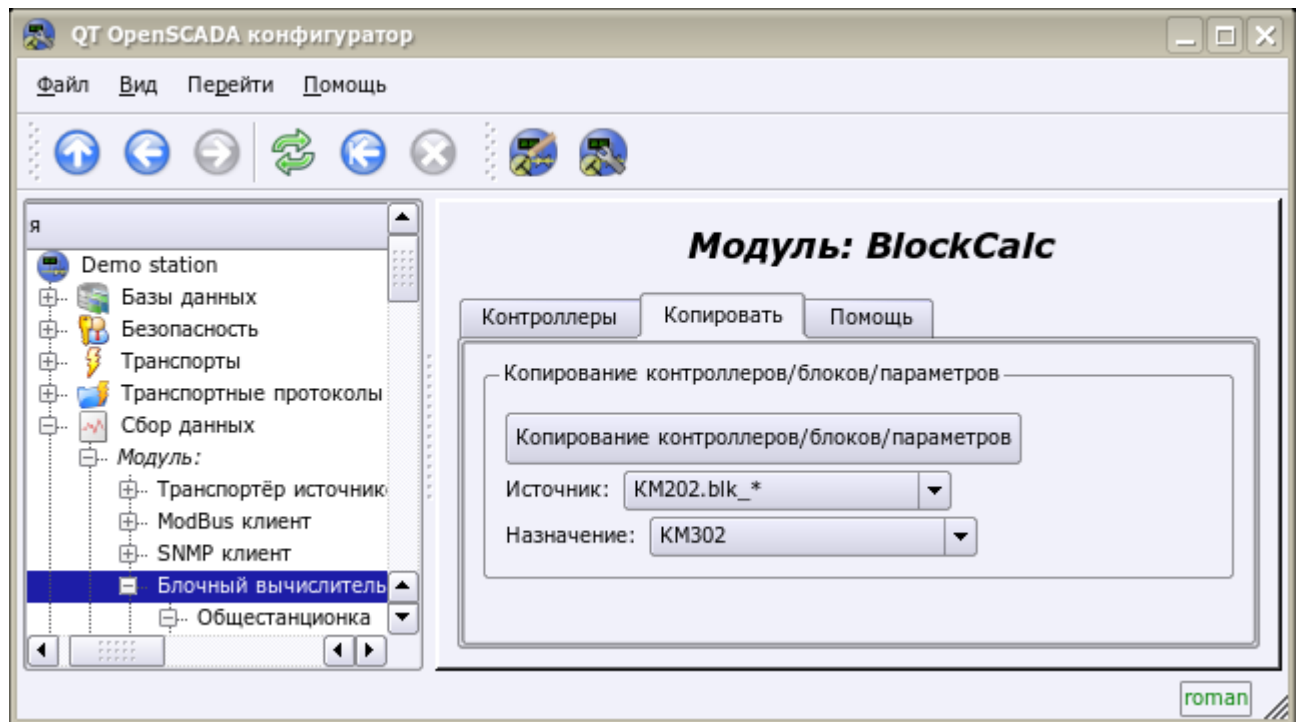 QT OpenSCADA конфигуратор
Файл Вид Перейти Помощь
я
Demo station
Базы данных
Безопасность
Транспорты
Транспортные протоколы
Сбор данных
Модуль:
Транспортёр источник
ModBus клиент
SNMP клиент
Блочный вычислитель
Общестанционка
Модуль: BlockCalc
Контроллеры Копировать Помощь
Копирование контроллеров/блоков/параметров
Копирование контроллеров/блоков/параметров
Источник: KM202.blk_*
Назначение: KM302
roman